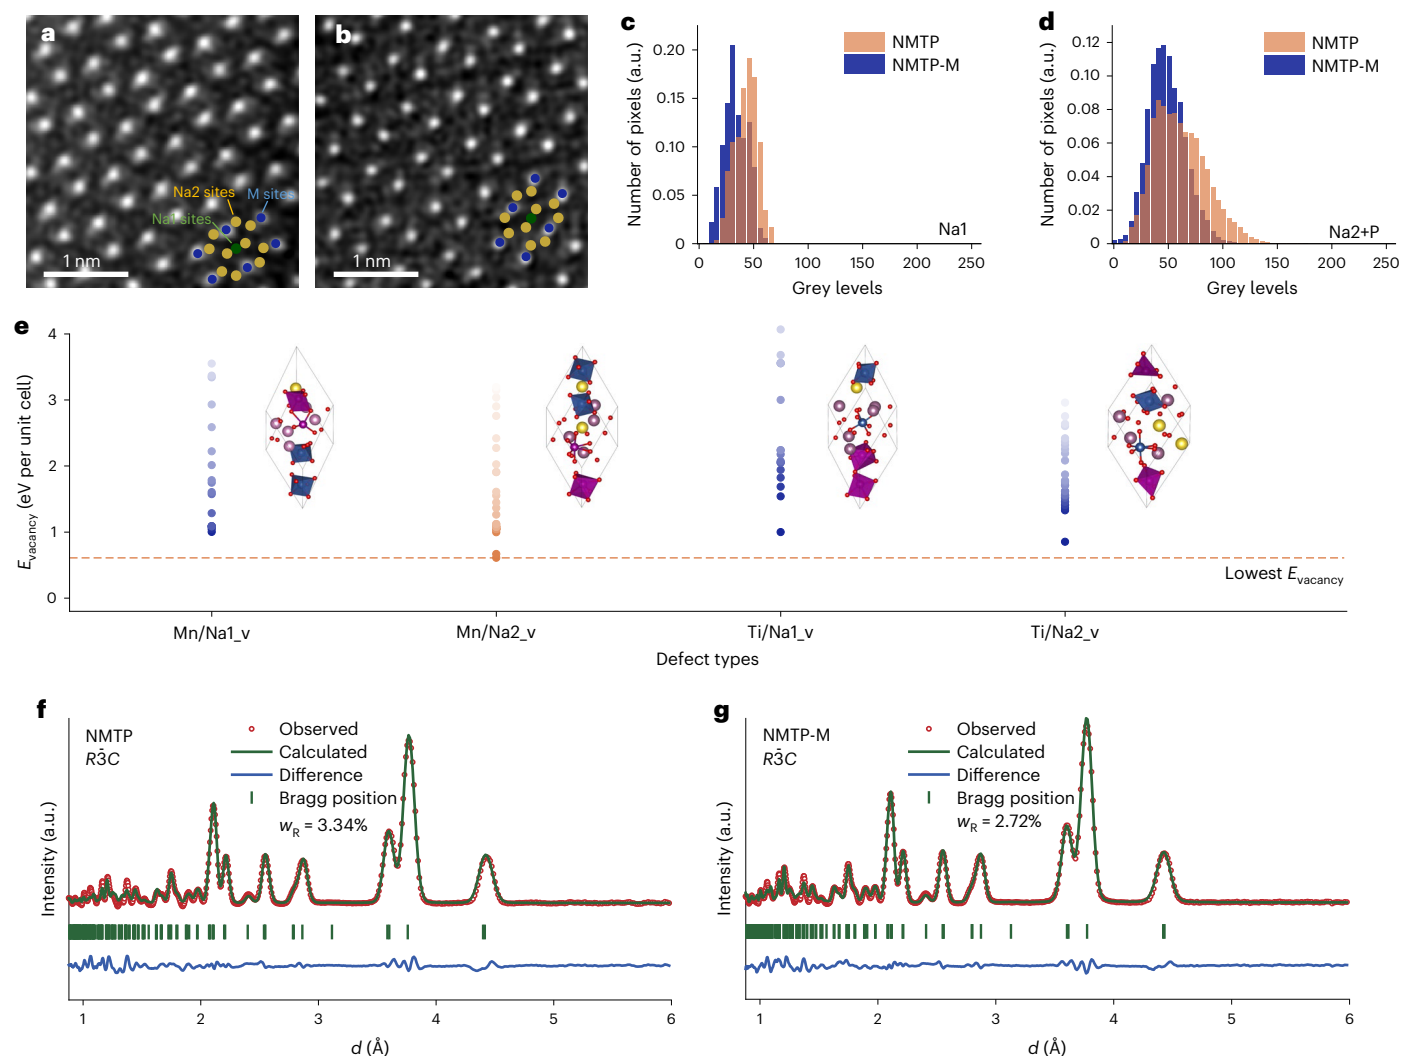 a
Na2 sites
M sites
Na1 sites
1 nm
b
1 nm
c
Number of pixels (a.u.)
0.20
0.15
0.10
0.05
0
NMTP
NMTP-M
Na1
0 50 100 150 200 250
Grey levels
d
Number of pixels (a.u.)
0.12
0.10
0.08
0.06
0.04
0.02
0
NMTP
NMTP-M
Na2+P
0 50 100 150 200 250
Grey levels
e
E_vacancy (eV per unit cell)
4
3
2
1
0
Lowest E_vacancy
Mn/Na1_v Mn/Na2_v Ti/Na1_v Ti/Na2_v
Defect types
f
NMTP
R3̄C
Observed
Calculated
Difference
Bragg position
w_R = 3.34%
Intensity (a.u.)
1 2 3 4 5 6
d (Å)
g
NMTP-M
R3̄C
Observed
Calculated
Difference
Bragg position
w_R = 2.72%
Intensity (a.u.)
1 2 3 4 5 6
d (Å)